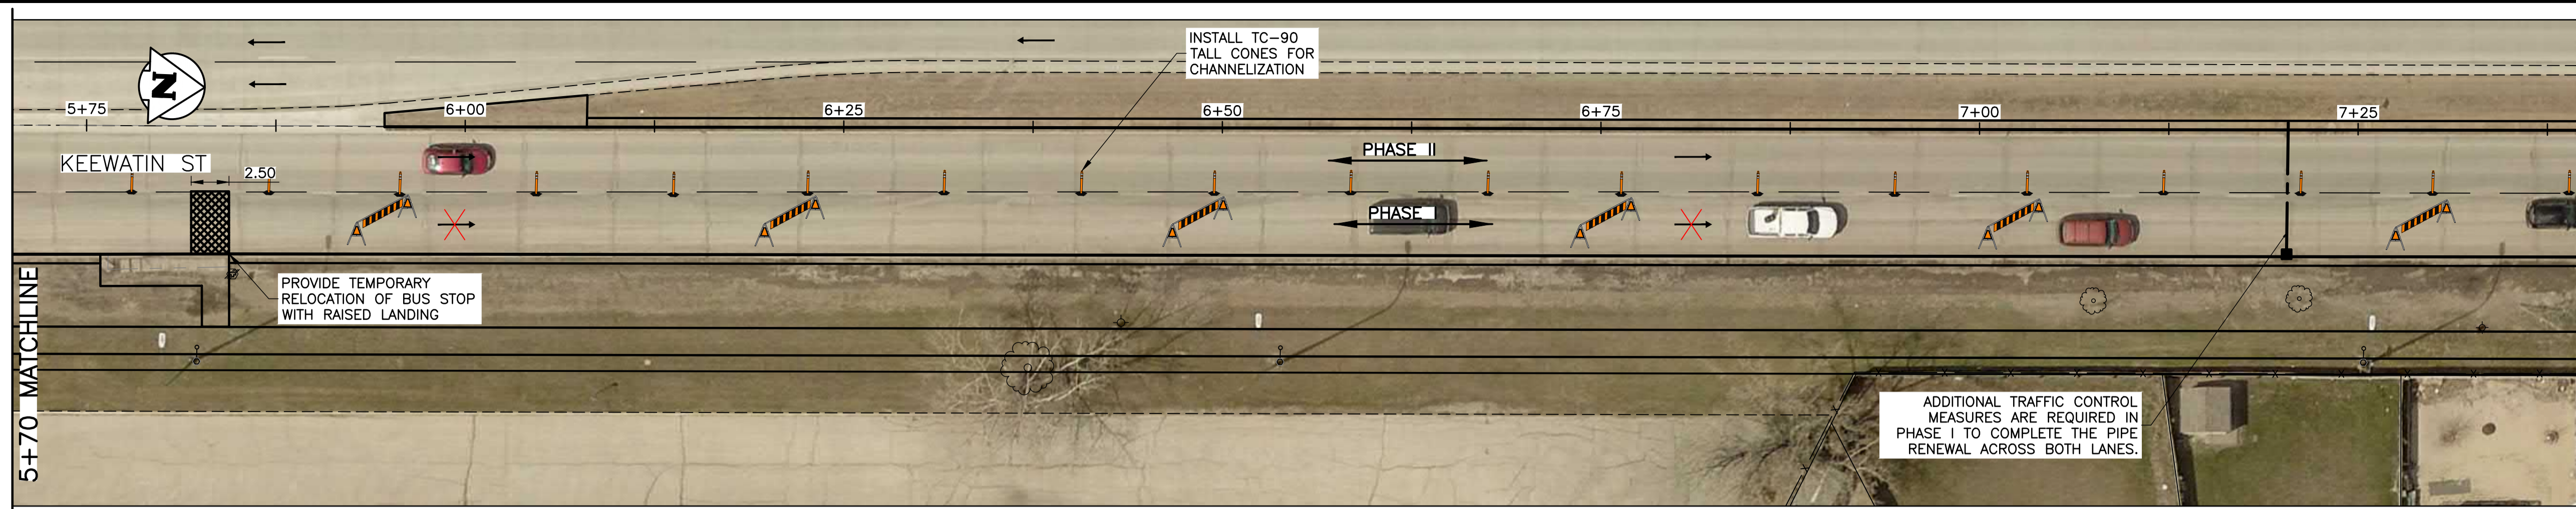 INSTALL TC-90
TALL CONES FOR
CHANNELIZATION
N
5+75
6+00
6+25
6+50
6+75
7+00
7+25
KEEWATIN ST
2.50
PHASE II
PHASE I
PROVIDE TEMPORARY
RELOCATION OF BUS STOP
WITH RAISED LANDING
5+70 MATCHLINE
ADDITIONAL TRAFFIC CONTROL
MEASURES ARE REQUIRED IN
PHASE I TO COMPLETE THE PIPE
RENEWAL ACROSS BOTH LANES.